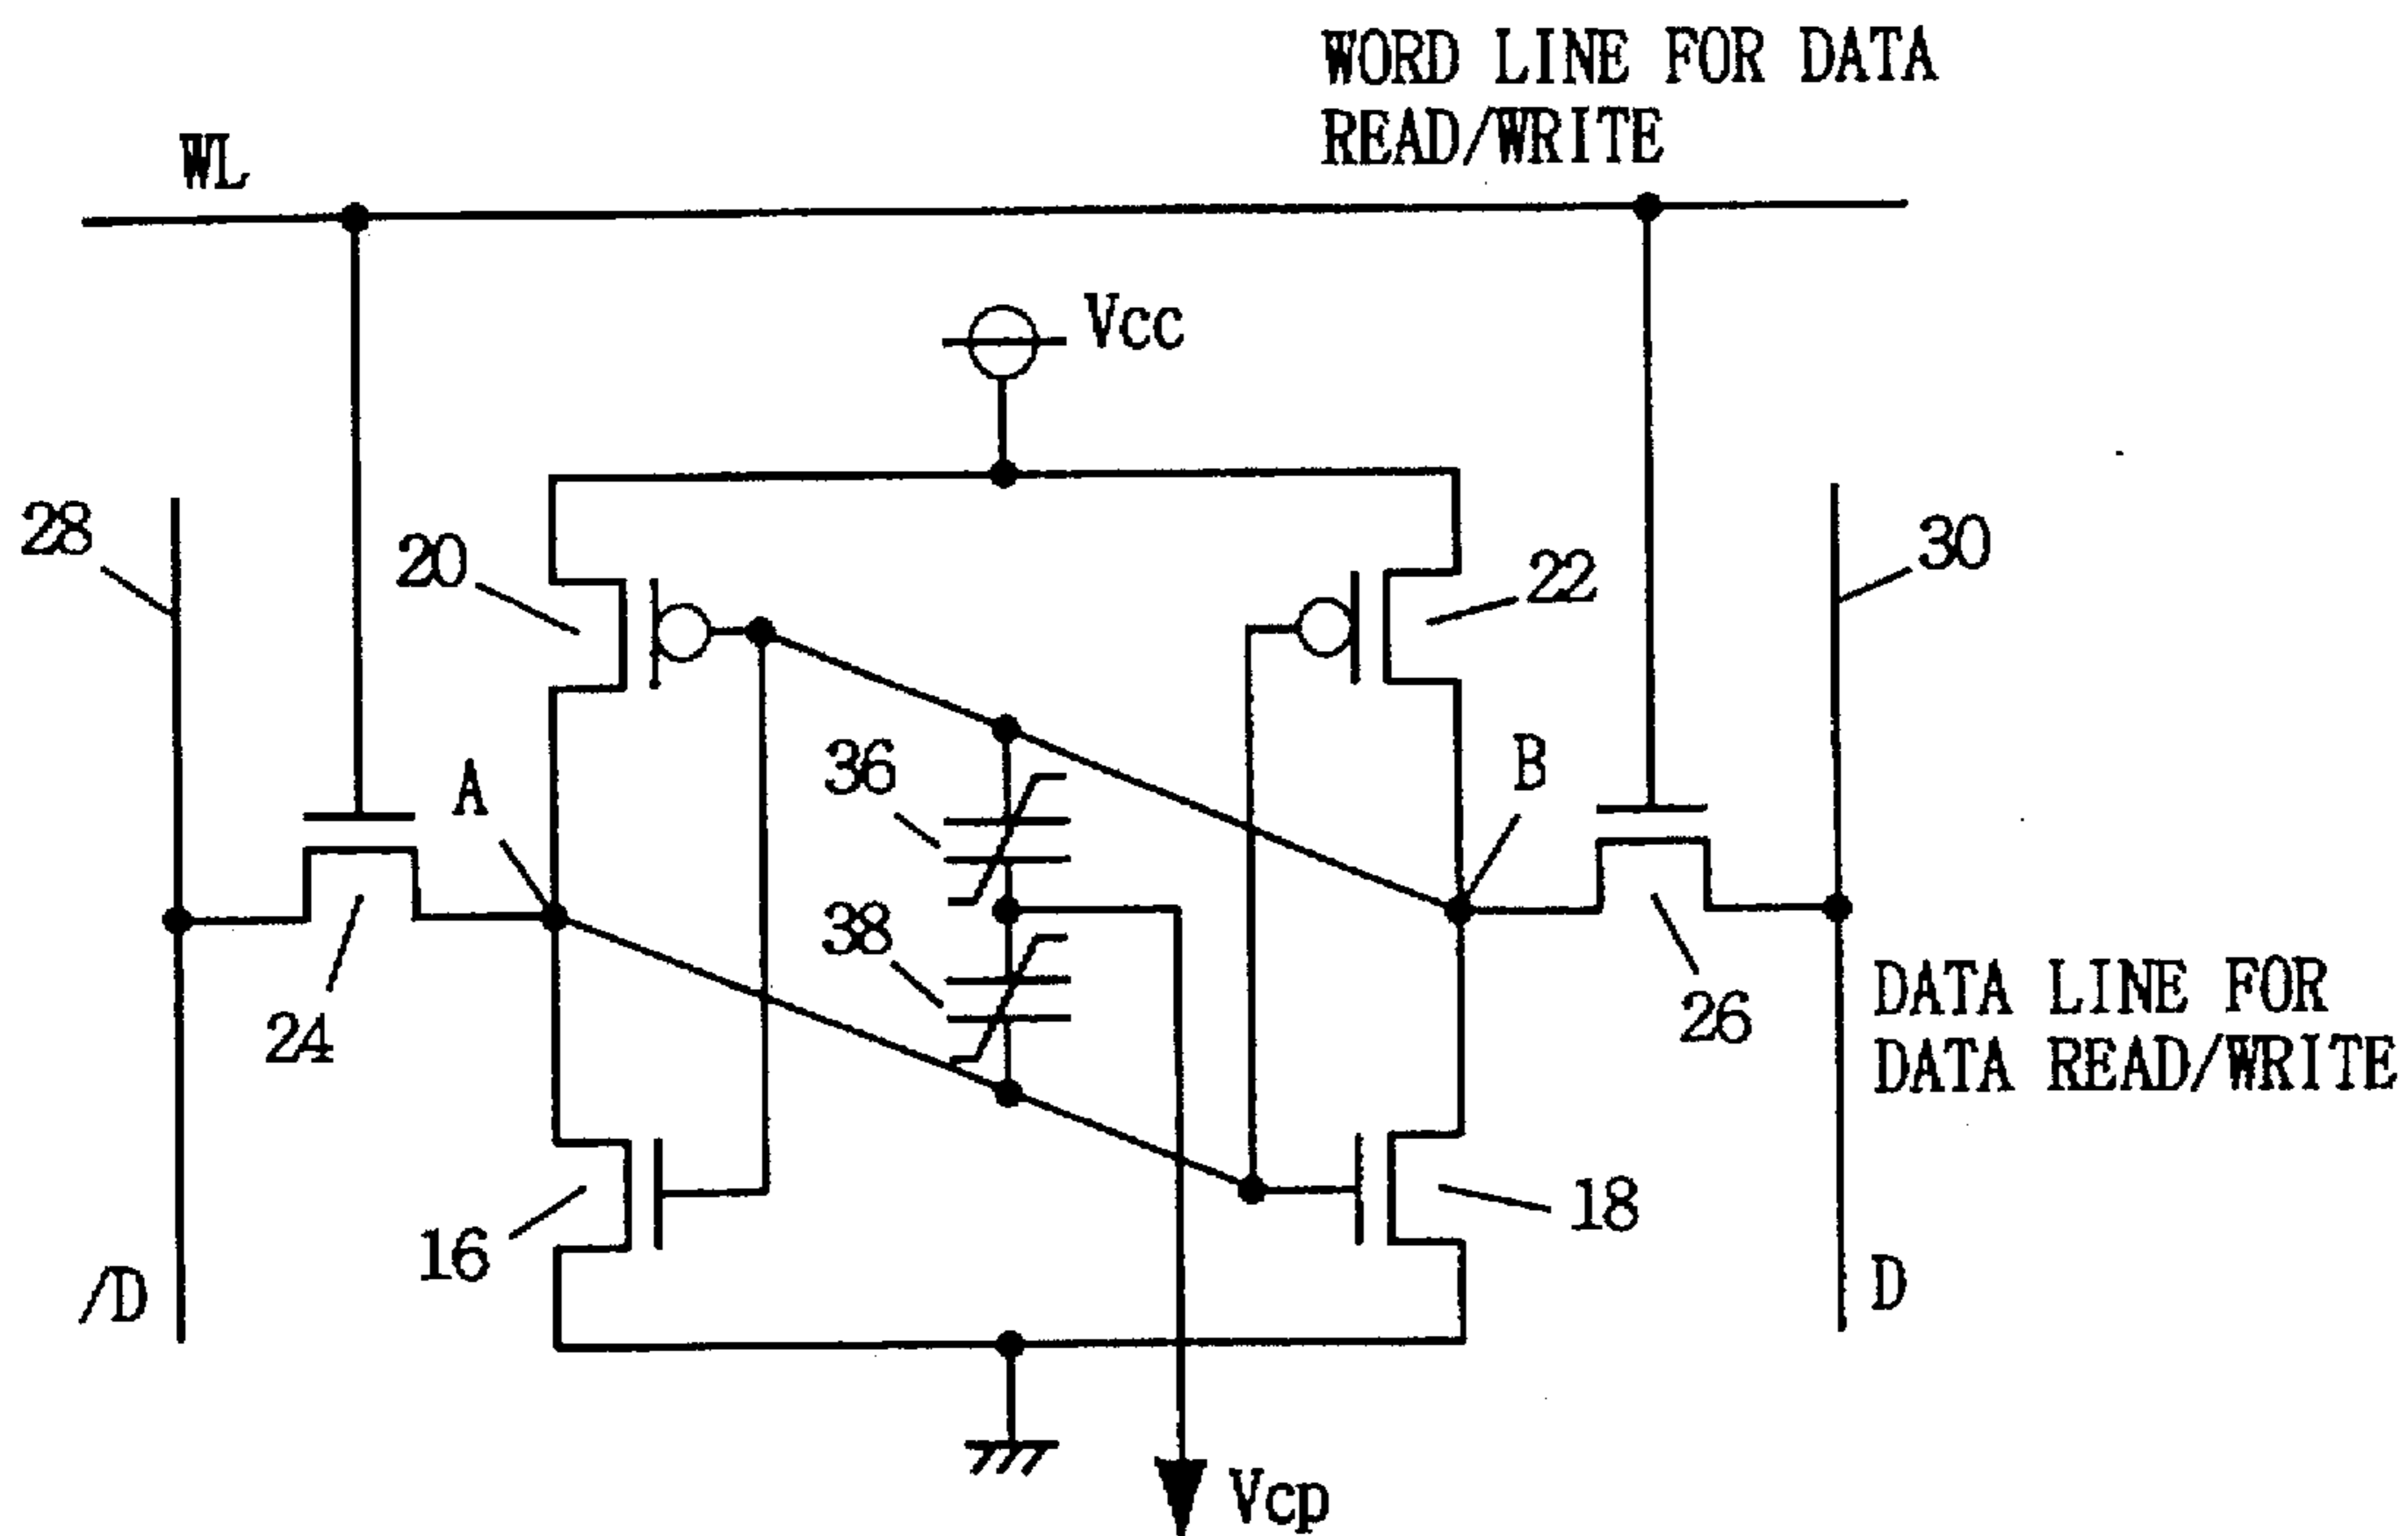 WORD LINE FOR DATA
READ/WRITE
WL
Vcc
28
20
22
30
36
A
B
38
24
26
DATA LINE FOR
DATA READ/WRITE
16
18
/D
D
Vcp